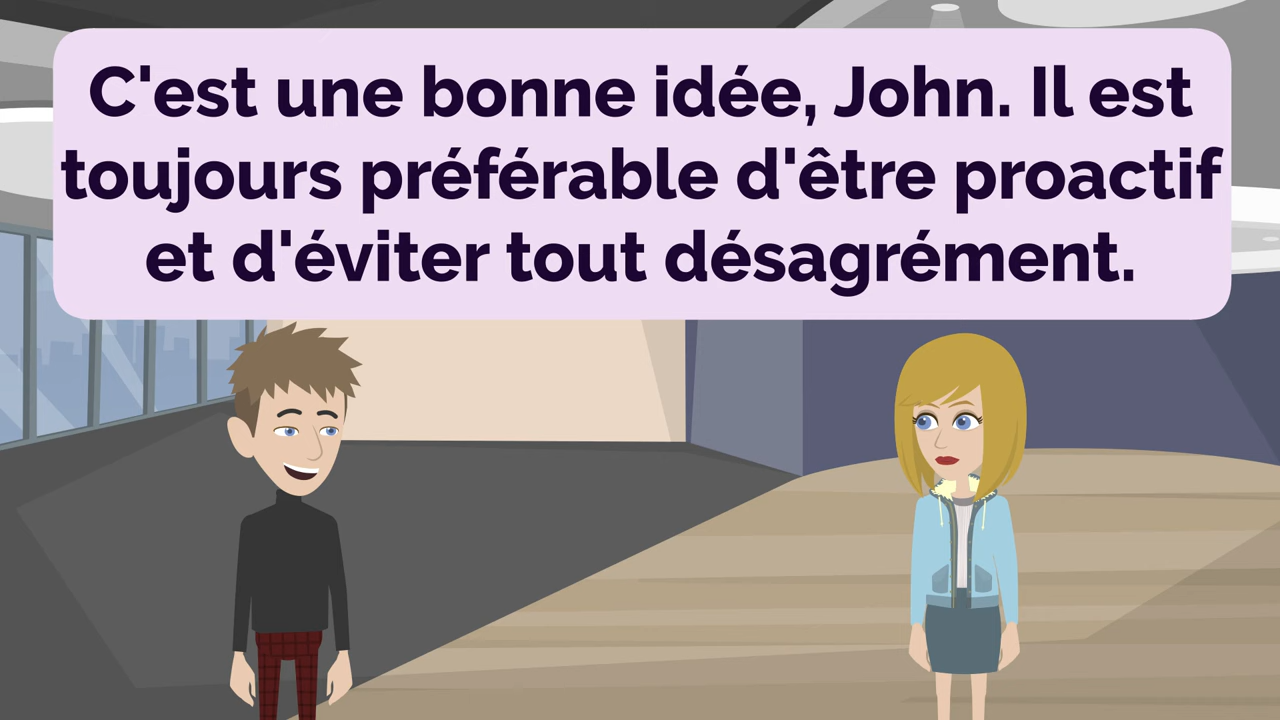 C'est une bonne idée, John. Il est
toujours préférable d'être proactif
et d'éviter tout désagrément.